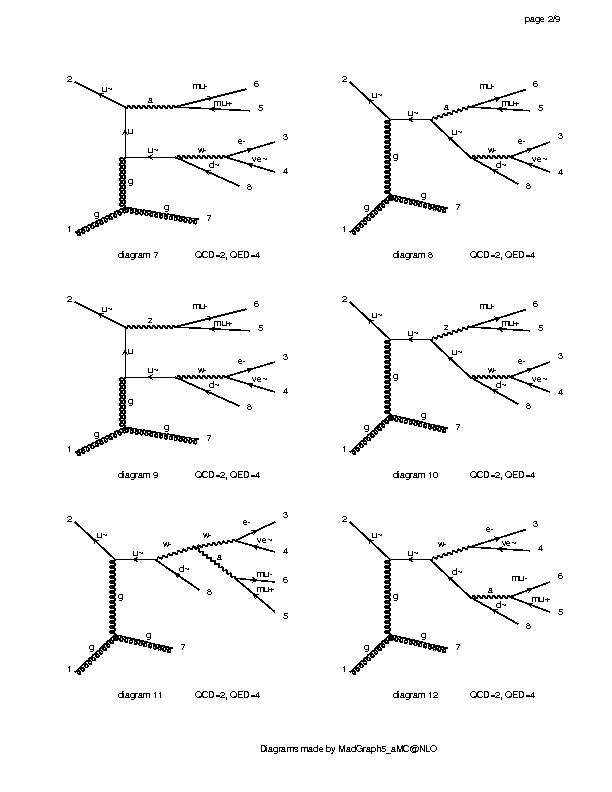 page 2/9
2 u~ a mu- 6
mu+ 5
u
u~ w- e- 3
ve~ 4
d~ 8
g
g g 7
1
diagram 7 QCD=2, QED=4
2 u~ a mu- 6
mu+ 5
u~
u~ w- e- 3
ve~ 4
d~ 8
g
g 7
1 g
diagram 8 QCD=2, QED=4
2 u~ z mu- 6
mu+ 5
u
u~ w- e- 3
ve~ 4
d~ 8
g
g g 7
1
diagram 9 QCD=2, QED=4
2 u~ z mu- 6
mu+ 5
u~
u~ w- e- 3
ve~ 4
d~ 8
g
g 7
1 g
diagram 10 QCD=2, QED=4
2 u~ w- w- e- 3
ve~ 4
u~ a mu- 6
d~ 8 mu+
5
g
g g 7
1
diagram 11 QCD=2, QED=4
2 u~ w- e- 3
ve~ 4
u~
d~ a mu- 6
mu+ 5
d~ 8
g
g g 7
1
diagram 12 QCD=2, QED=4
Diagrams made by MadGraph5_aMC@NLO